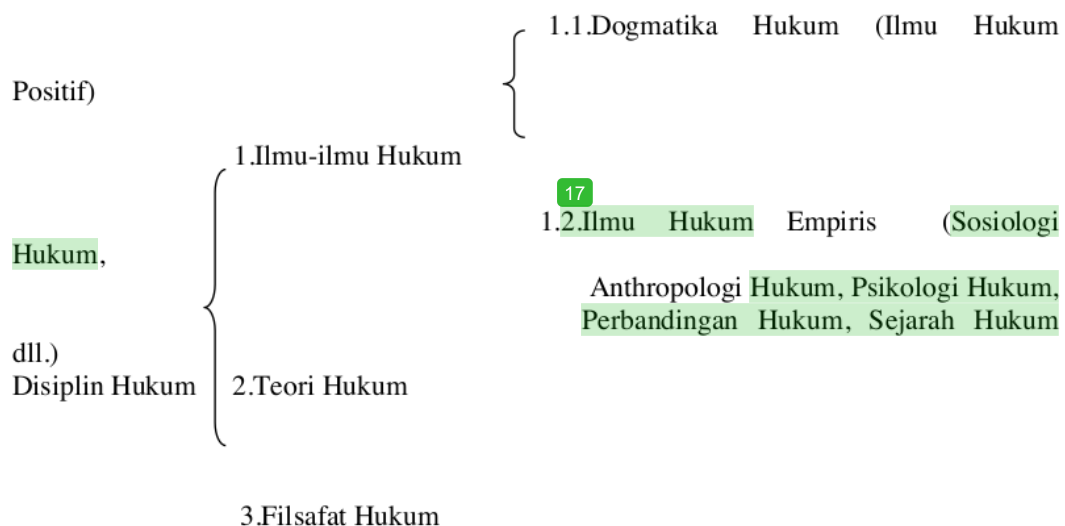 1.1.Dogmatika Hukum (Ilmu Hukum
Positif)
1.Ilmu-ilmu Hukum
17
1.2.Ilmu Hukum Empiris (Sosiologi
Hukum,
Anthropologi Hukum, Psikologi Hukum,
Perbandingan Hukum, Sejarah Hukum
dll.)
Disiplin Hukum 2.Teori Hukum
3.Filsafat Hukum